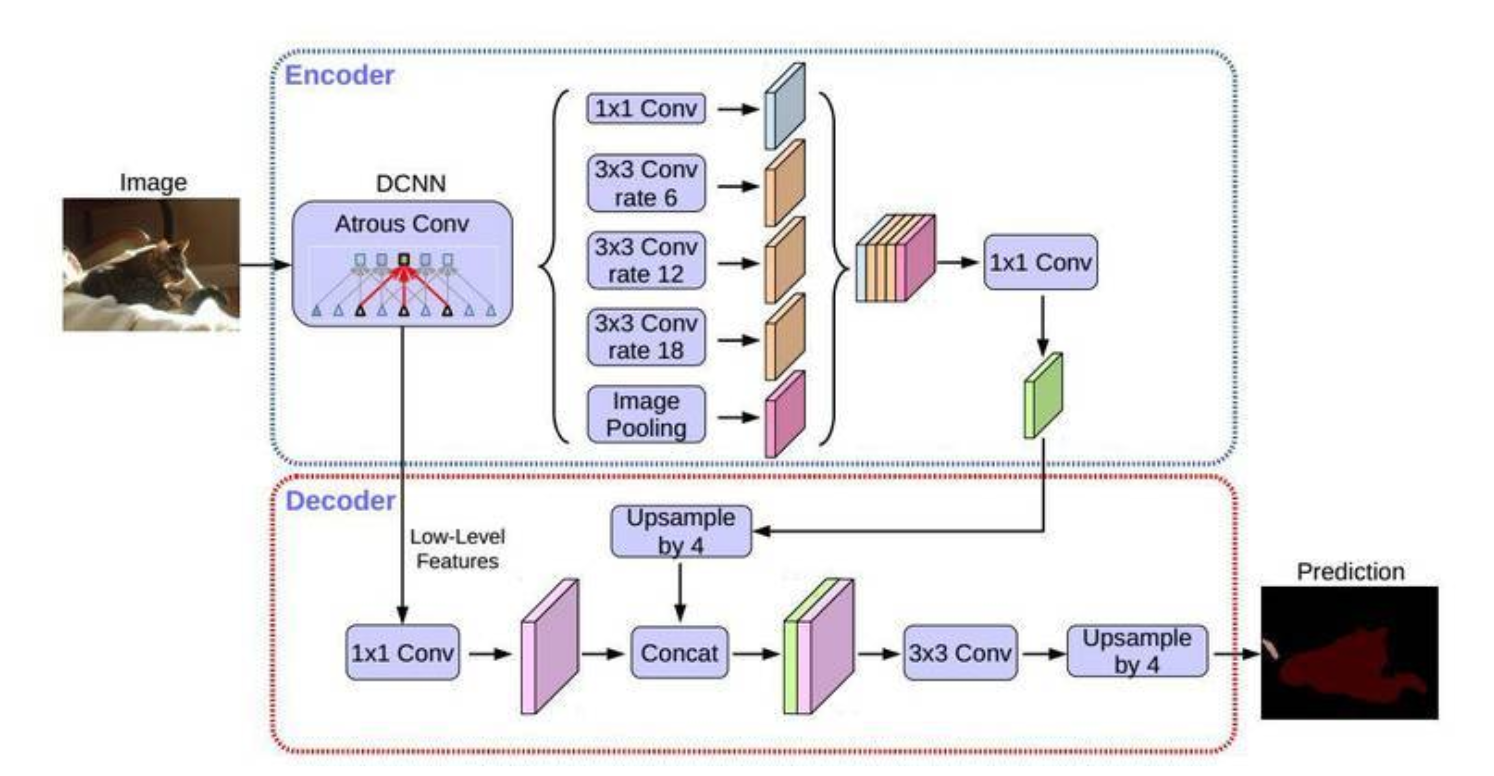 Encoder
Image
DCNN
Atrous Conv
1x1 Conv
3x3 Conv
rate 6
3x3 Conv
rate 12
3x3 Conv
rate 18
Image
Pooling
1x1 Conv
Decoder
Low-Level
Features
Upsample
by 4
1x1 Conv
Concat
3x3 Conv
Upsample
by 4
Prediction